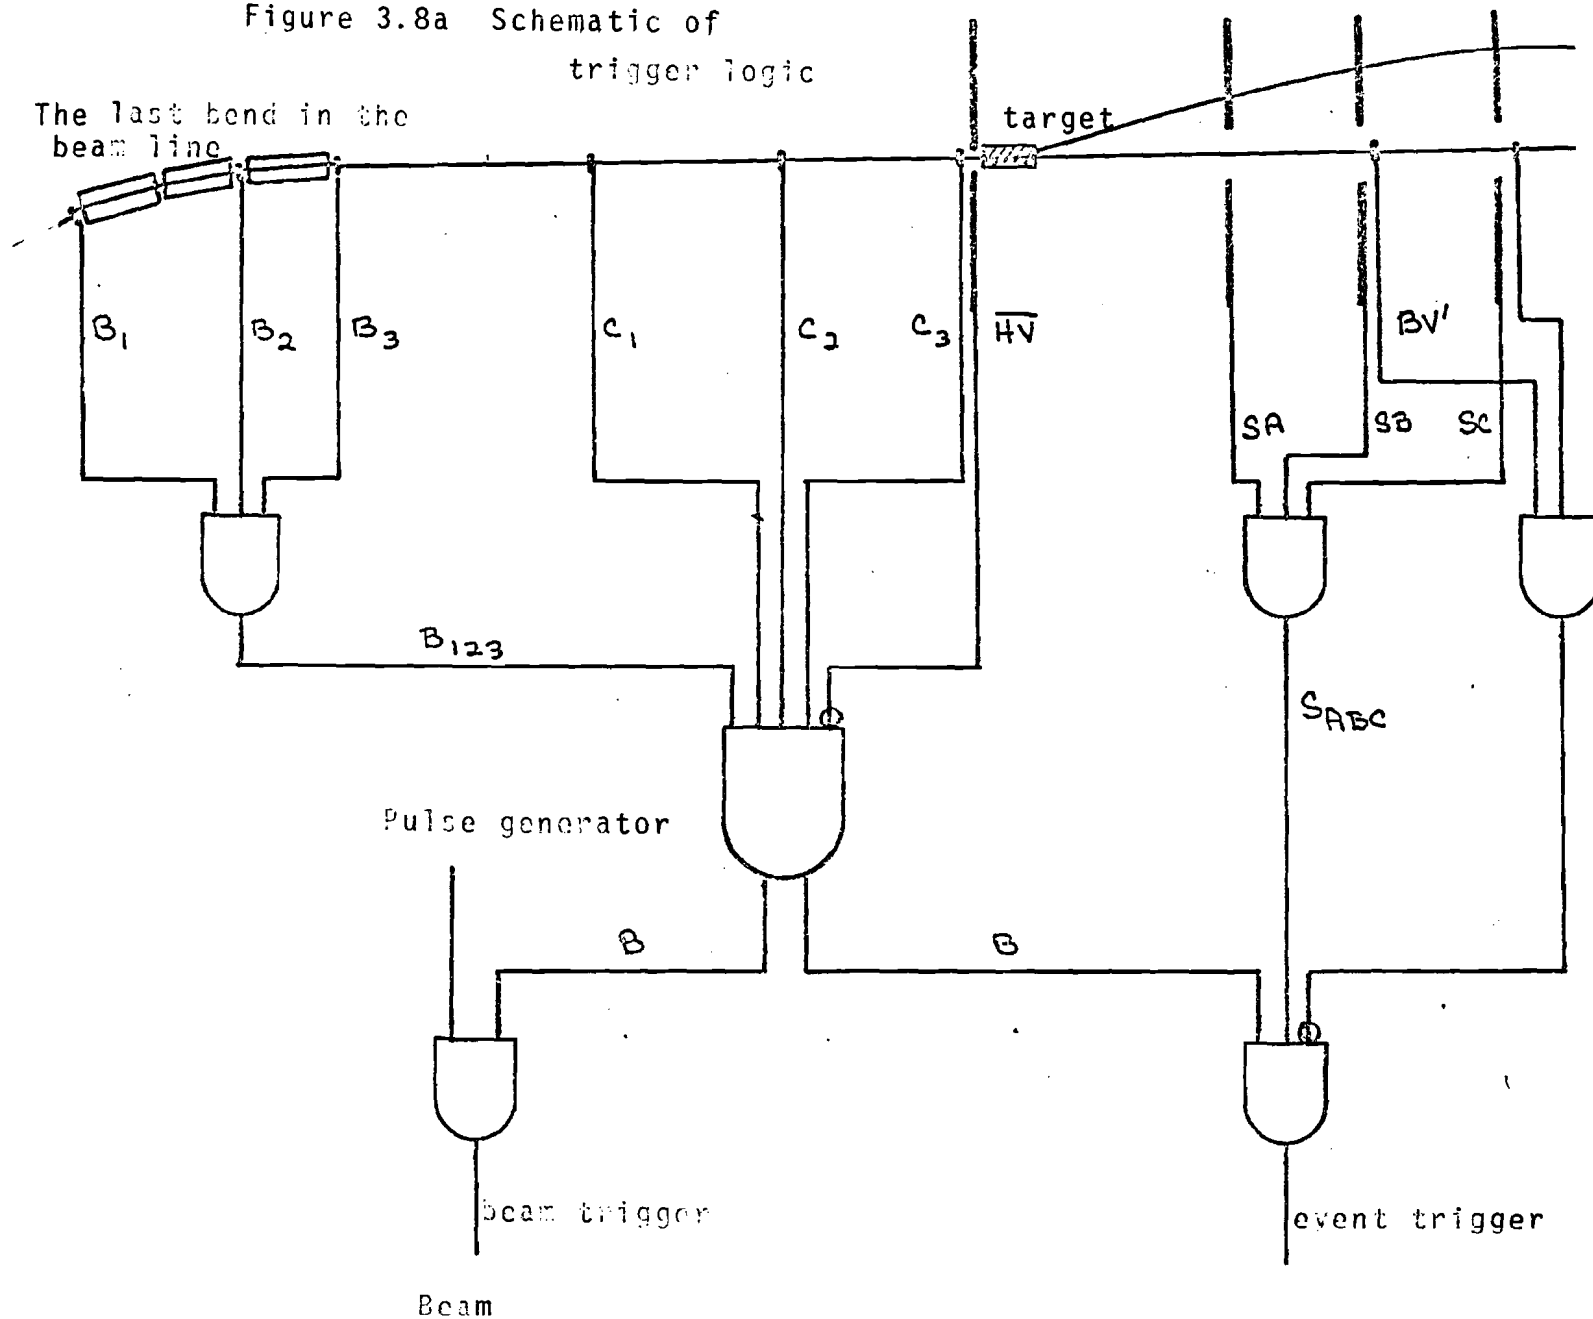 Figure 3.8a Schematic of
trigger logic
The last bend in the
beam line
target
B1
B2
B3
C1
C2
C3
H̅V̅
BV'
SA
SB
SC
B123
SABC
Pulse generator
B
B
beam trigger
event trigger
Beam